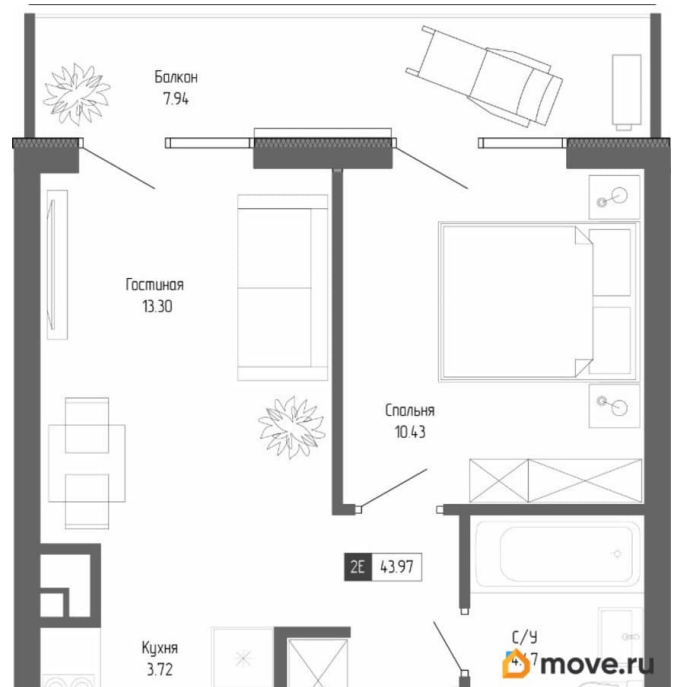 Балкон
7.94
Гостиная
13.30
Спальня
10.43
2Е 43.97
Кухня
3.72
С/У
move.ru